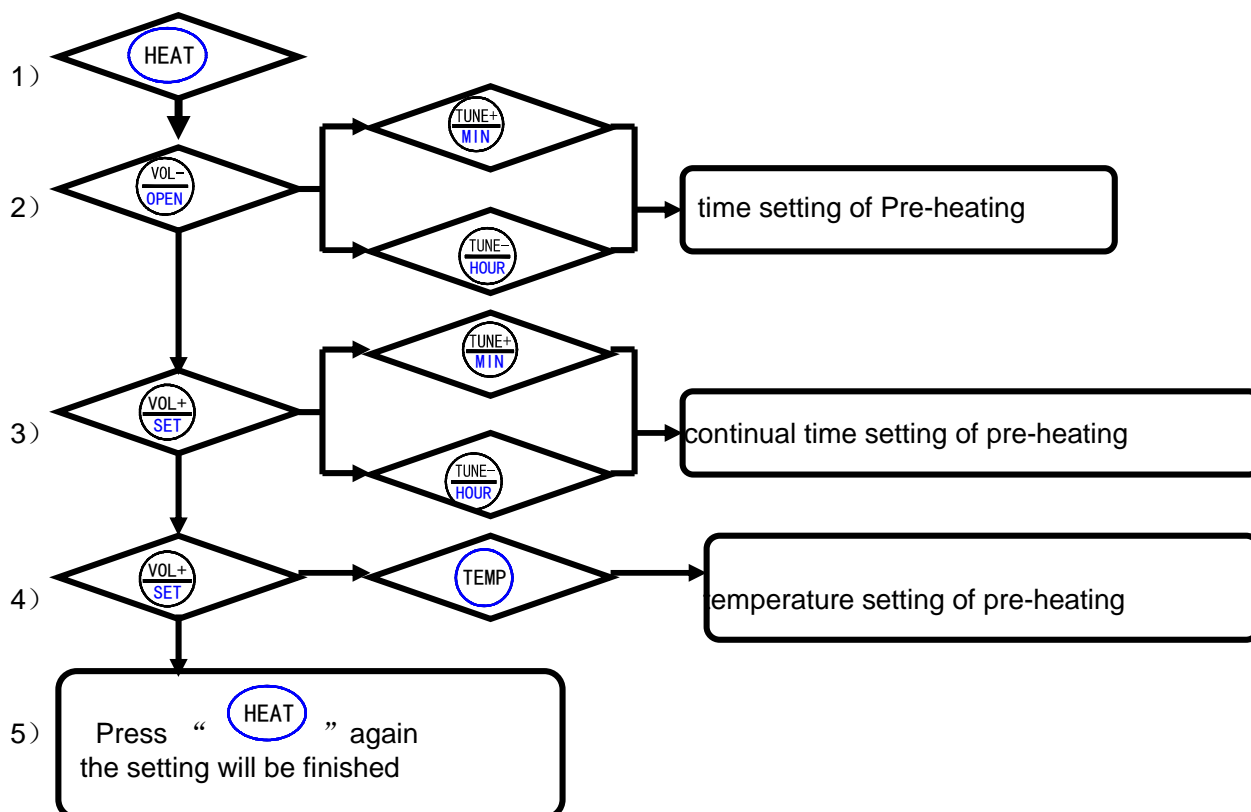 1）
HEAT
2）
VOL-
OPEN
TUNE+
MIN
TUNE-
HOUR
time setting of Pre-heating
3）
VOL+
SET
TUNE+
MIN
TUNE-
HOUR
continual time setting of pre-heating
4）
VOL+
SET
TEMP
temperature setting of pre-heating
5）
Press “ HEAT ” again
the setting will be finished